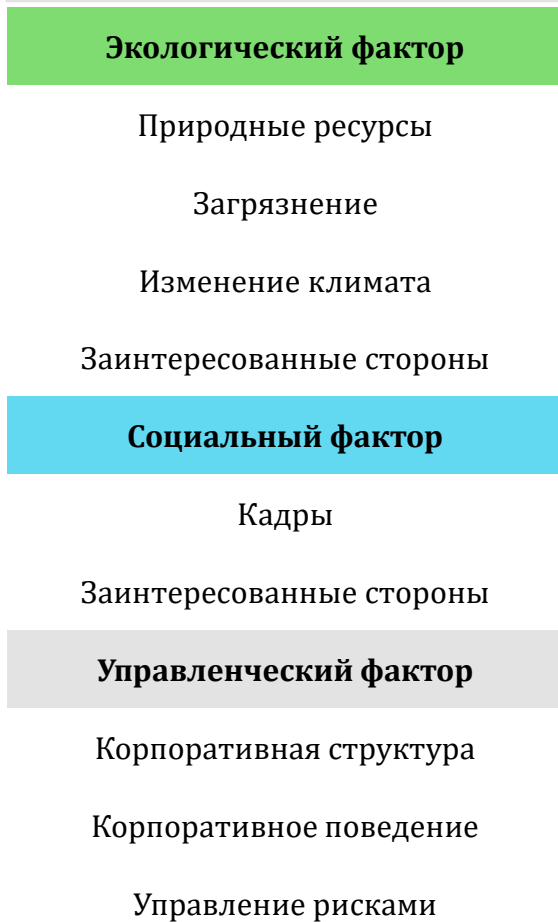 Экологический фактор
Природные ресурсы
Загрязнение
Изменение климата
Заинтересованные стороны
Социальный фактор
Кадры
Заинтересованные стороны
Управленческий фактор
Корпоративная структура
Корпоративное поведение
Управление рисками